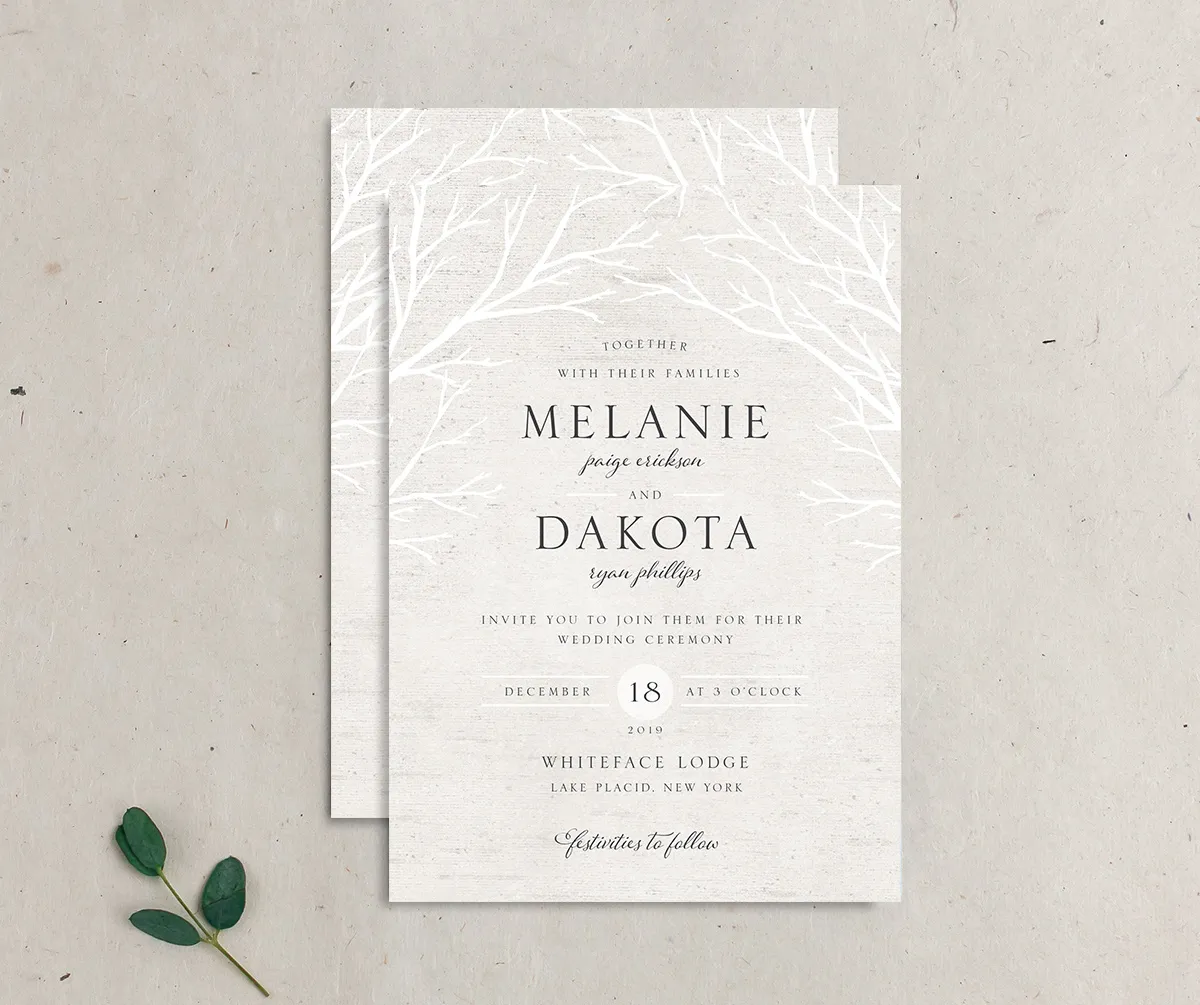 TOGETHER
WITH THEIR FAMILIES
MELANIE
paige erickson
AND
DAKOTA
ryan phillips
INVITE YOU TO JOIN THEM FOR THEIR
WEDDING CEREMONY
DECEMBER 18 AT 3 O'CLOCK
2019
WHITEFACE LODGE
LAKE PLACID, NEW YORK
festivities to follow